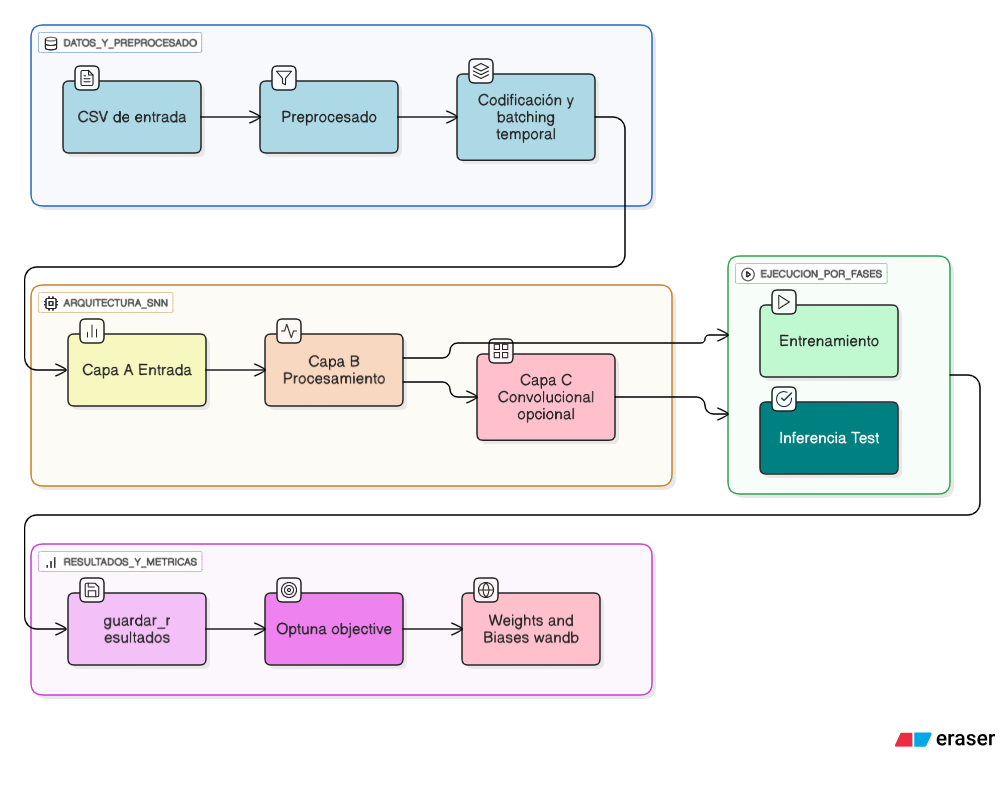 DATOS_Y_PREPROCESADO
CSV de entrada
Preprocesado
Codificación y
batching
temporal
ARQUITECTURA_SNN
Capa A Entrada
Capa B
Procesamiento
Capa C
Convolucional
opcional
EJECUCION_POR_FASES
Entrenamiento
Inferencia Test
RESULTADOS_Y_METRICAS
guardar_r
esultados
Optuna objective
Weights and
Biases wandb
eraser